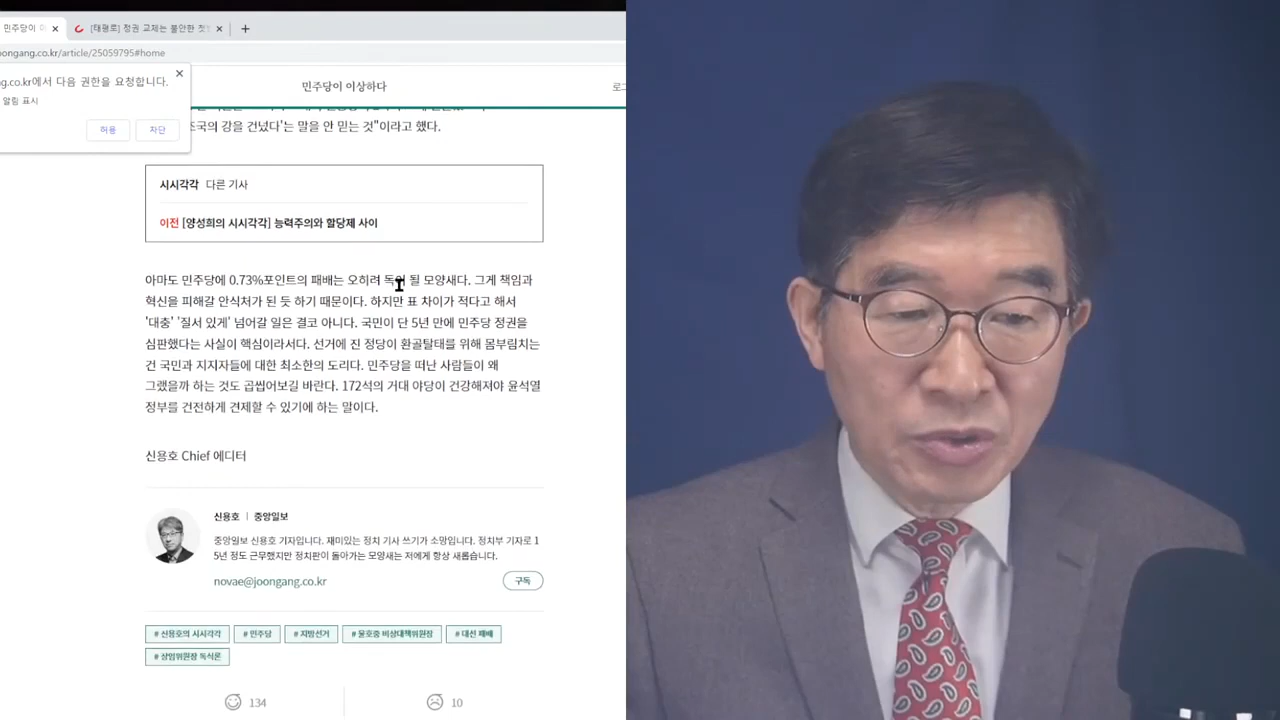 민주당이
[태평로] 정권 교체는 불안한 첫
ongang.co.kr/article/25059795#home
g.co.kr에서 다음 권한을 요청합니다.
알림 표시
허용 차단
민주당이 이상하다
로그
조국의 강을 건넜다'는 말을 안 믿는 것"이라고 했다.
시시각각 다른 기사
이전 [양성희의 시시각각] 능력주의와 할당제 사이
아마도 민주당에 0.73%포인트의 패배는 오히려 독이 될 모양새다. 그게 책임과
혁신을 피해갈 안식처가 된 듯 하기 때문이다. 하지만 표 차이가 적다고 해서
'대충' '질서 있게' 넘어갈 일은 결코 아니다. 국민이 단 5년 만에 민주당 정권을
심판했다는 사실이 핵심이라서다. 선거에 진 정당이 환골탈태를 위해 몸부림치는
건 국민과 지지자들에 대한 최소한의 도리다. 민주당을 떠난 사람들이 왜
그랬을까 하는 것도 곱씹어보길 바란다. 172석의 거대 야당이 건강해져야 윤석열
정부를 건전하게 견제할 수 있기에 하는 말이다.
신용호 Chief 에디터
신용호 | 중앙일보
중앙일보 신용호 기자입니다. 재미있는 정치 기사 쓰기가 소망입니다. 정치부 기자로 1
5년 정도 근무했지만 정치판이 돌아가는 모양새는 저에게 항상 새롭습니다.
novae@joongang.co.kr
구독
# 신용호의 시시각각 # 민주당 # 지방선거 # 윤호중 비상대책위원장 # 대선 패배
# 상임위원장 독식론
134 10